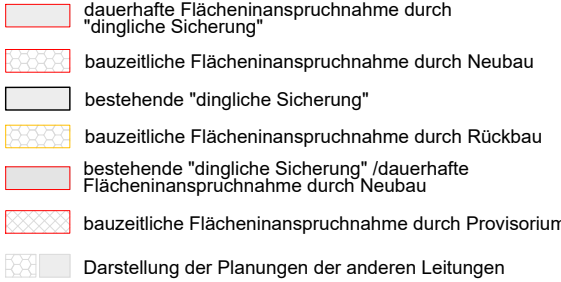 dauerhafte Flächeninanspruchnahme durch
"dingliche Sicherung"
bauzeitliche Flächeninanspruchnahme durch Neubau
bestehende "dingliche Sicherung"
bauzeitliche Flächeninanspruchnahme durch Rückbau
bestehende "dingliche Sicherung" /dauerhafte
Flächeninanspruchnahme durch Neubau
bauzeitliche Flächeninanspruchnahme durch Provisorium
Darstellung der Planungen der anderen Leitungen